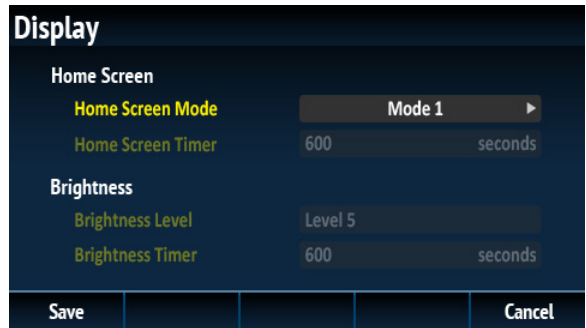 Display
Home Screen
Home Screen Mode Mode 1
Home Screen Timer 600 seconds
Brightness
Brightness Level Level 5
Brightness Timer 600 seconds
Save Cancel